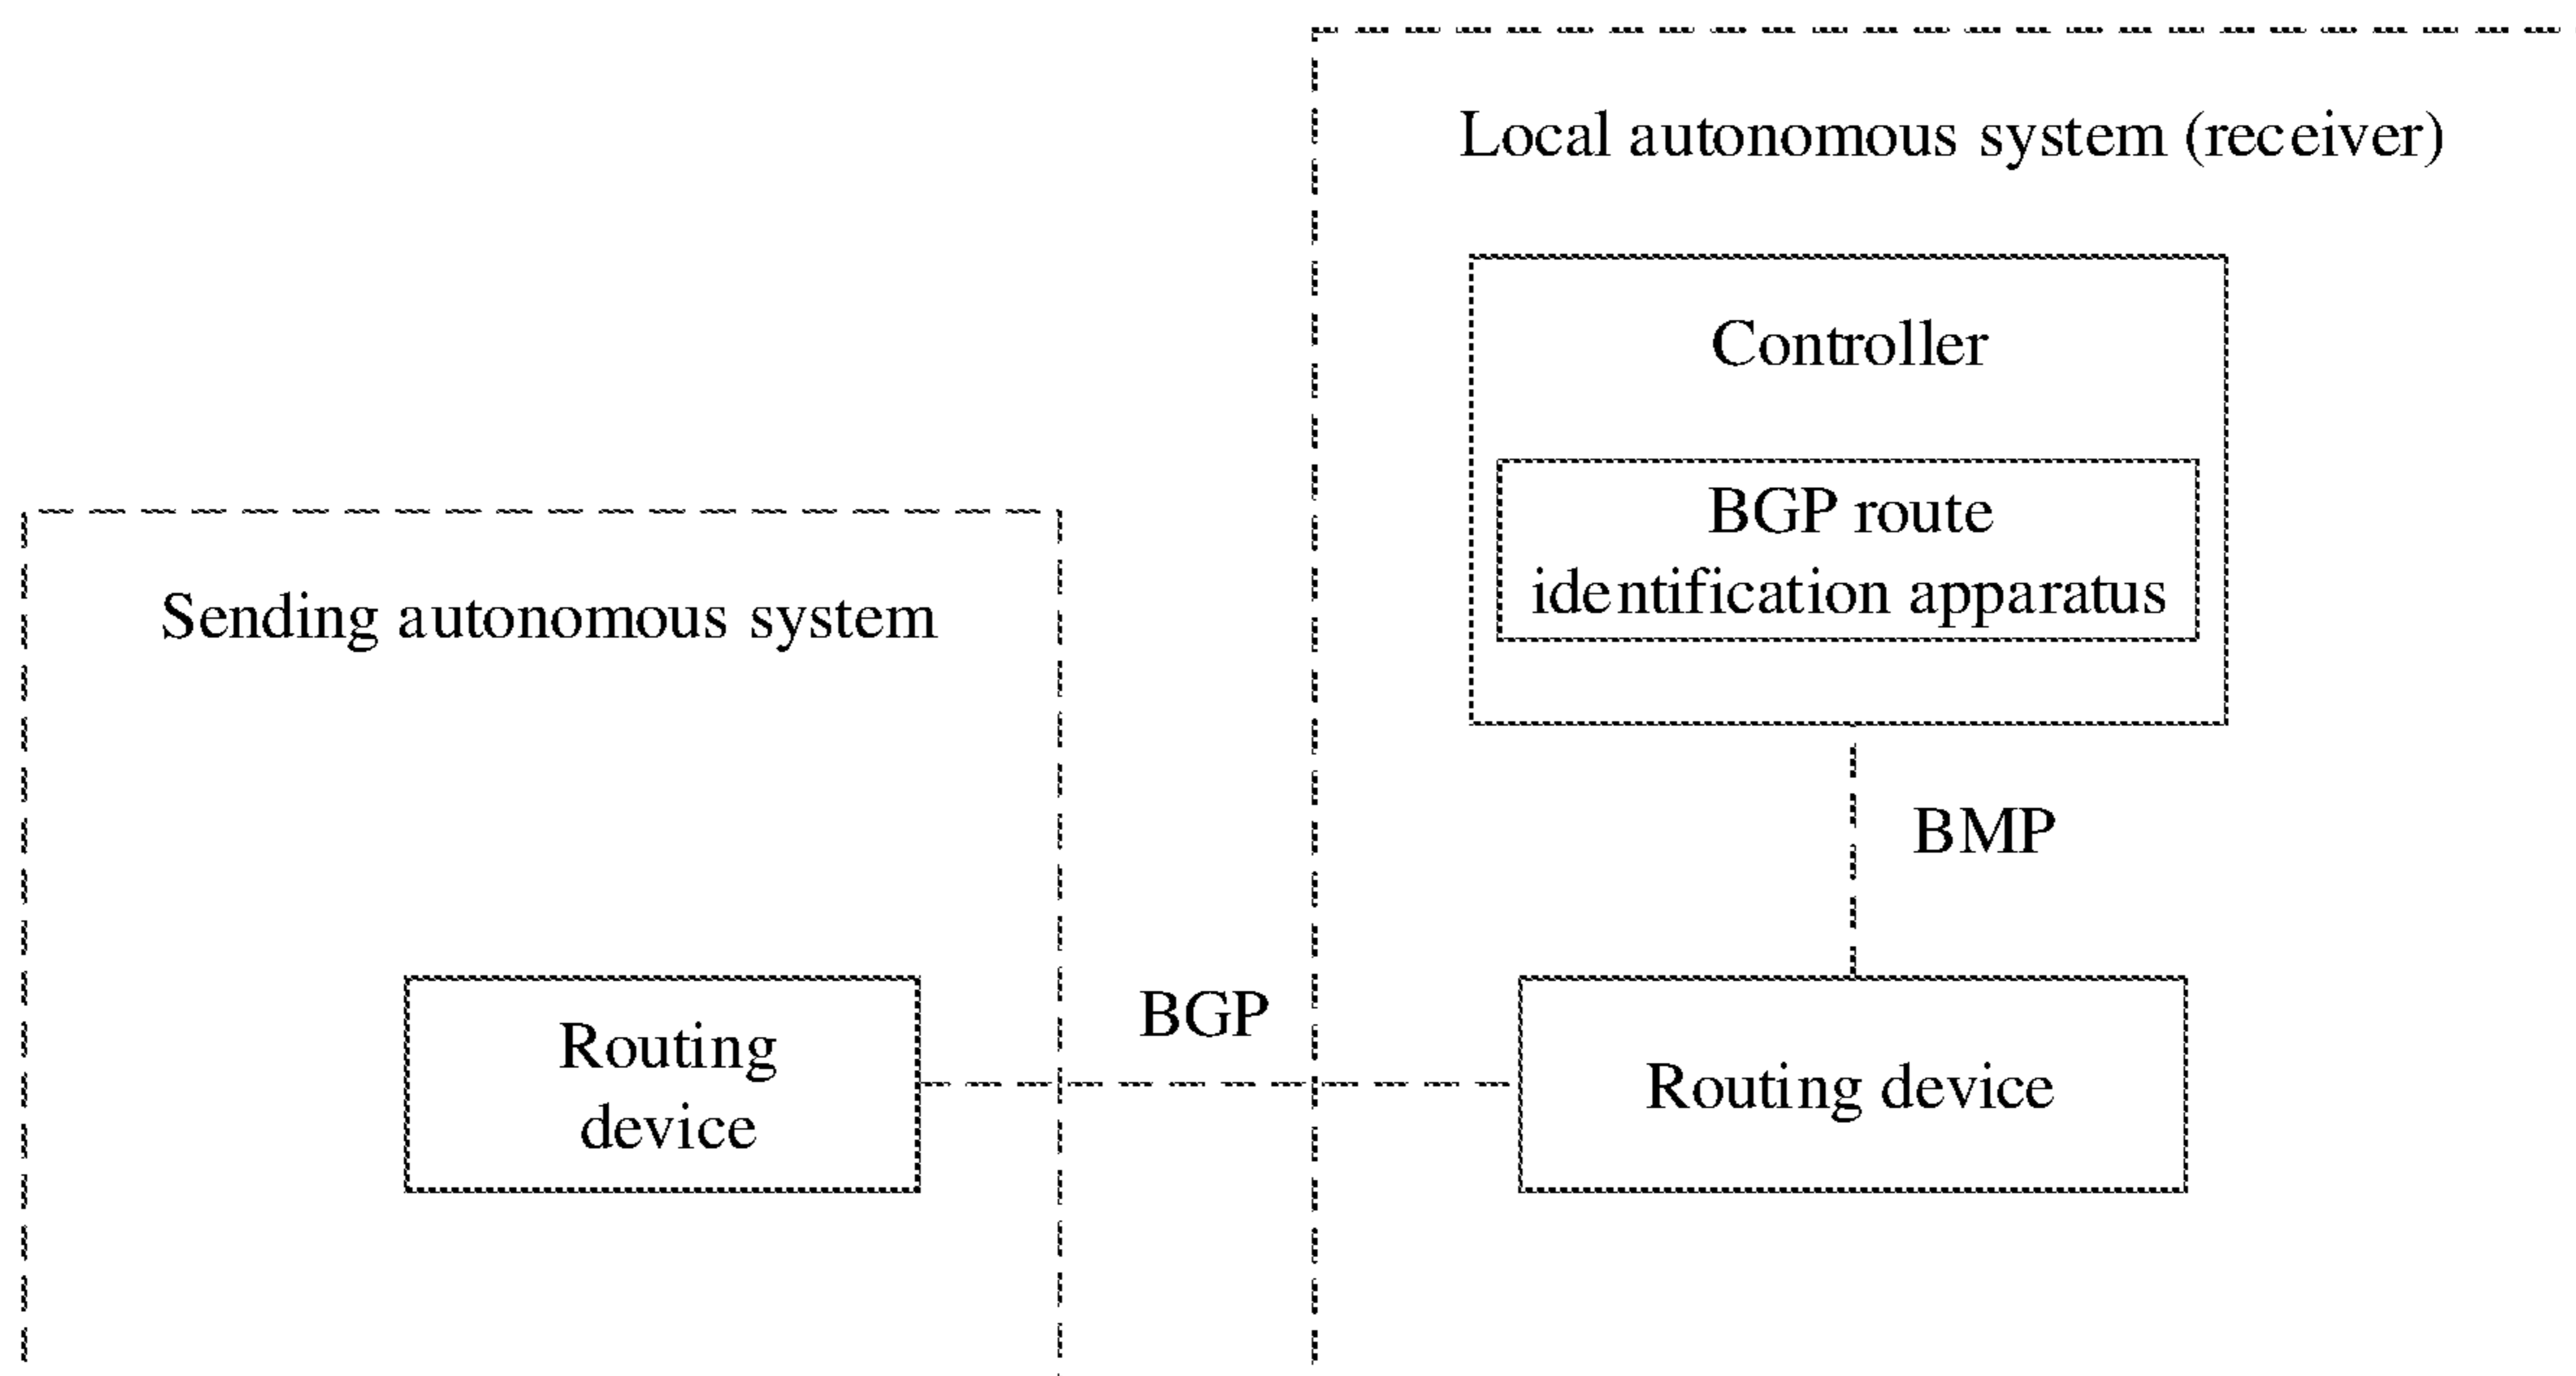 Local autonomous system (receiver)
Controller
BGP route
identification apparatus
Sending autonomous system
BMP
BGP
Routing
device
Routing device